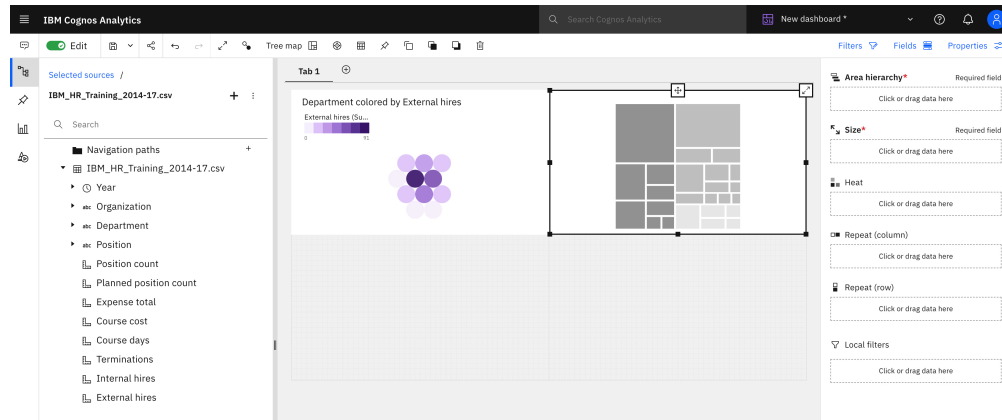 IBM Cognos Analytics
Search Cognos Analytics
New dashboard *
Edit
Tree map
Filters
Fields
Properties
Selected sources /
IBM_HR_Training_2014-17.csv
Search
Navigation paths
IBM_HR_Training_2014-17.csv
Year
abc Organization
abc Department
abc Position
Position count
Planned position count
Expense total
Course cost
Course days
Terminations
Internal hires
External hires
Tab 1
Department colored by External hires
External hires (Su...
0 91
Area hierarchy* Required field
Click or drag data here
Size* Required field
Click or drag data here
Heat
Click or drag data here
Repeat (column)
Click or drag data here
Repeat (row)
Click or drag data here
Local filters
Click or drag data here